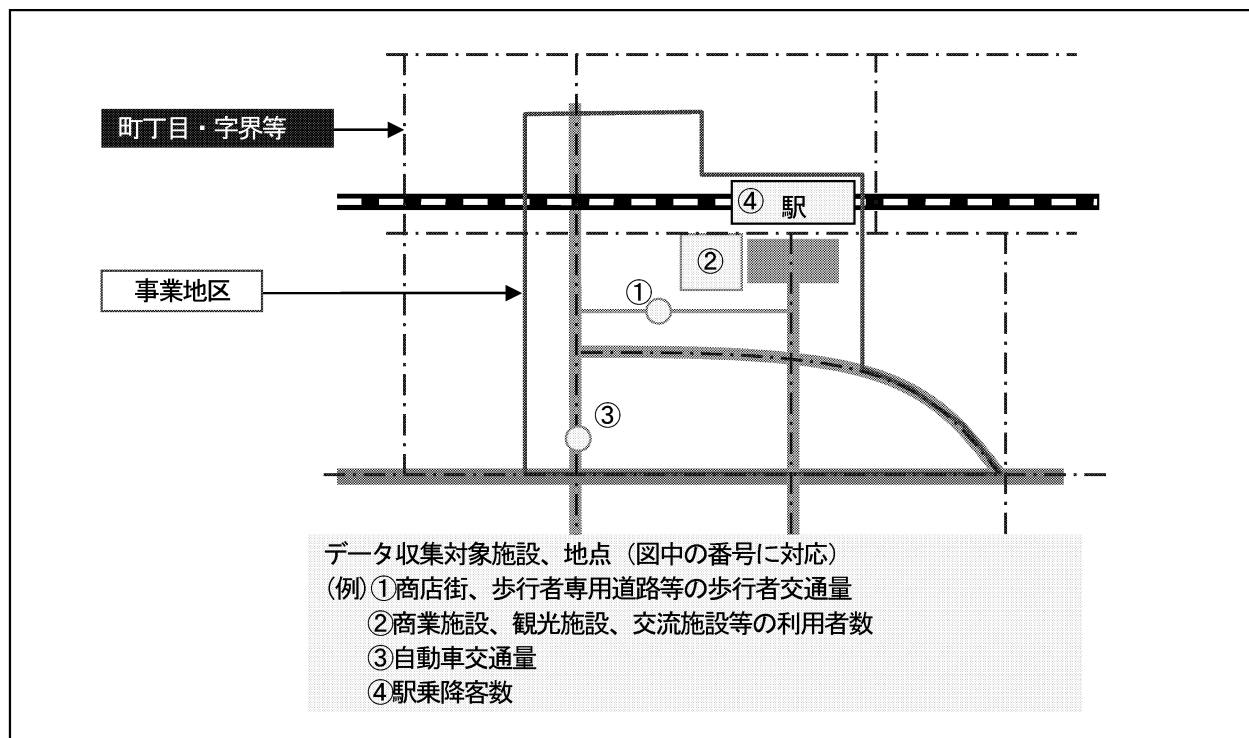 町丁目・字界等
④ 駅
②
事業地区
①
③
データ収集対象施設、地点（図中の番号に対応）
（例）①商店街、歩行者専用道路等の歩行者交通量
②商業施設、観光施設、交流施設等の利用者数
③自動車交通量
④駅乗降客数